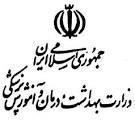 جمهوری اسلامی ایران
وزارت بهداشت، درمان و آموزش پزشکی